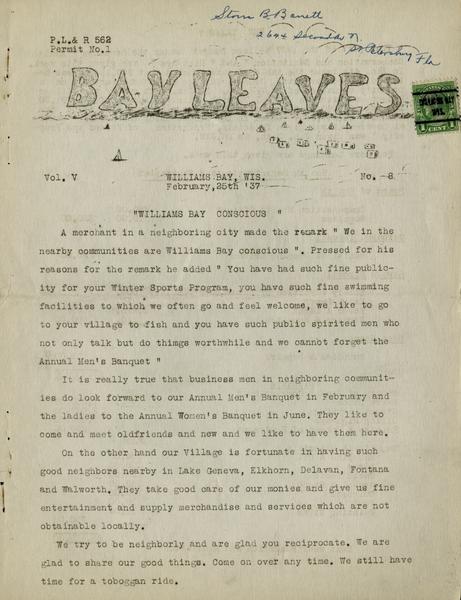 P.L.& R 562
Permit No.1
2644 Second Av N
St Petersburg Fla
BAY LEAVES
1 CENT 1
Vol. V WILLIAMS BAY, WIS. No. -8
February,25th '37
"WILLIAMS BAY CONSCIOUS "
A merchant in a neighboring city made the remark " We in the
nearby communities are Williams Bay conscious ". Pressed for his
reasons for the remark he added " You have had such fine public-
ity for your Winter Sports Program, you have such fine swimming
facilities to which we often go and feel welcome, we like to go
to your village to fish and you have such public spirited men who
not only talk but do thimgs worthwhile and we cannot forget the
Annual Men's Banquet "
It is really true that business men in neighboring communit-
ies do look forward to our Annual Men's Banquet in February and
the ladies to the Annual Women's Banquet in June. They like to
come and meet oldfriends and new and we like to have them here.
On the other hand our Village is fortunate in having such
good neighbors nearby in Lake Geneva, Elkhorn, Delavan, Fontana
and Walworth. They take good care of our monies and give us fine
entertainment and supply merchandise and services which are not
obtainable locally.
We try to be neighborly and are glad you reciprocate. We are
glad to share our good things. Come on over any time. We still have
time for a toboggan ride.